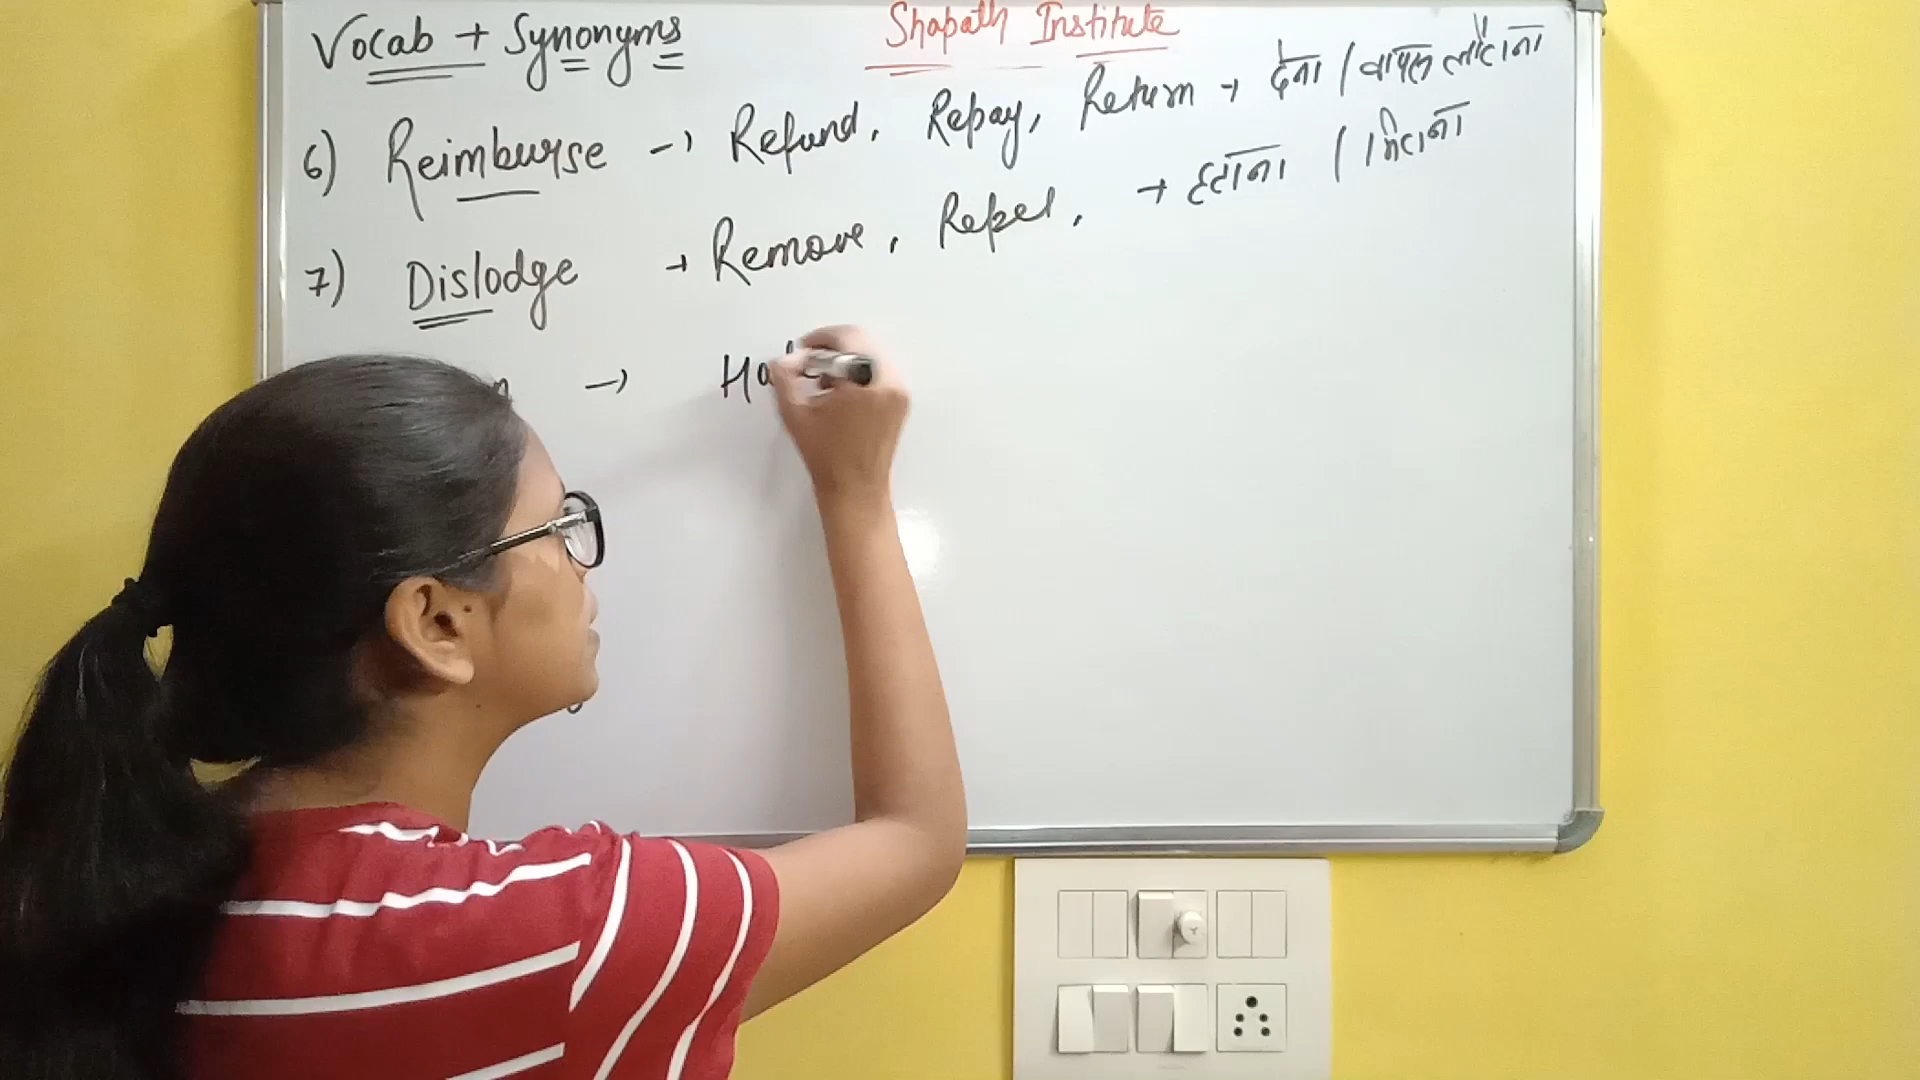 Vocab + Synonyms
Shapath Institute
6) Reimburse → Refund, Repay, Return → देना / वापस लौटाना
7) Dislodge → Remove, Repel, → हटाना / मिटाना
→